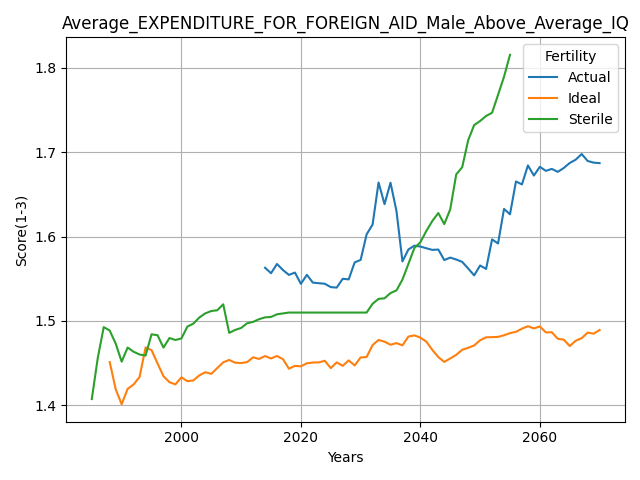 Average_EXPENDITURE_FOR_FOREIGN_AID_Male_Above_Average_IQ
Fertility
Actual
Ideal
Sterile
Score(1-3)
1.8
1.7
1.6
1.5
1.4
2000
2020
2040
2060
Years